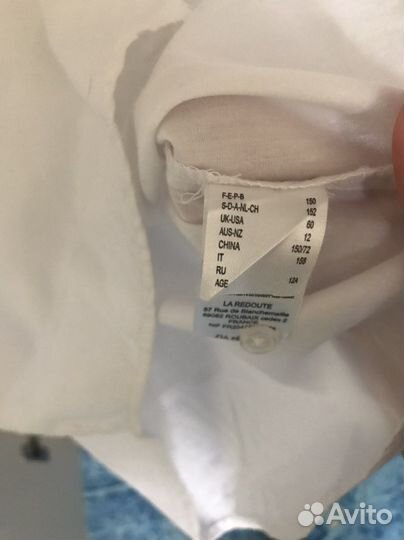 F-E-P-B 150
S-D-A-NL-CH 152
UK-USA 60
AUS-NZ 12
CHINA 150/72
IT 158
RU
AGE 124
LA REDOUTE
57 Rue de Blanchemaille
59082 ROUBAIX cedex 2
FRANCE
NIF
Avito